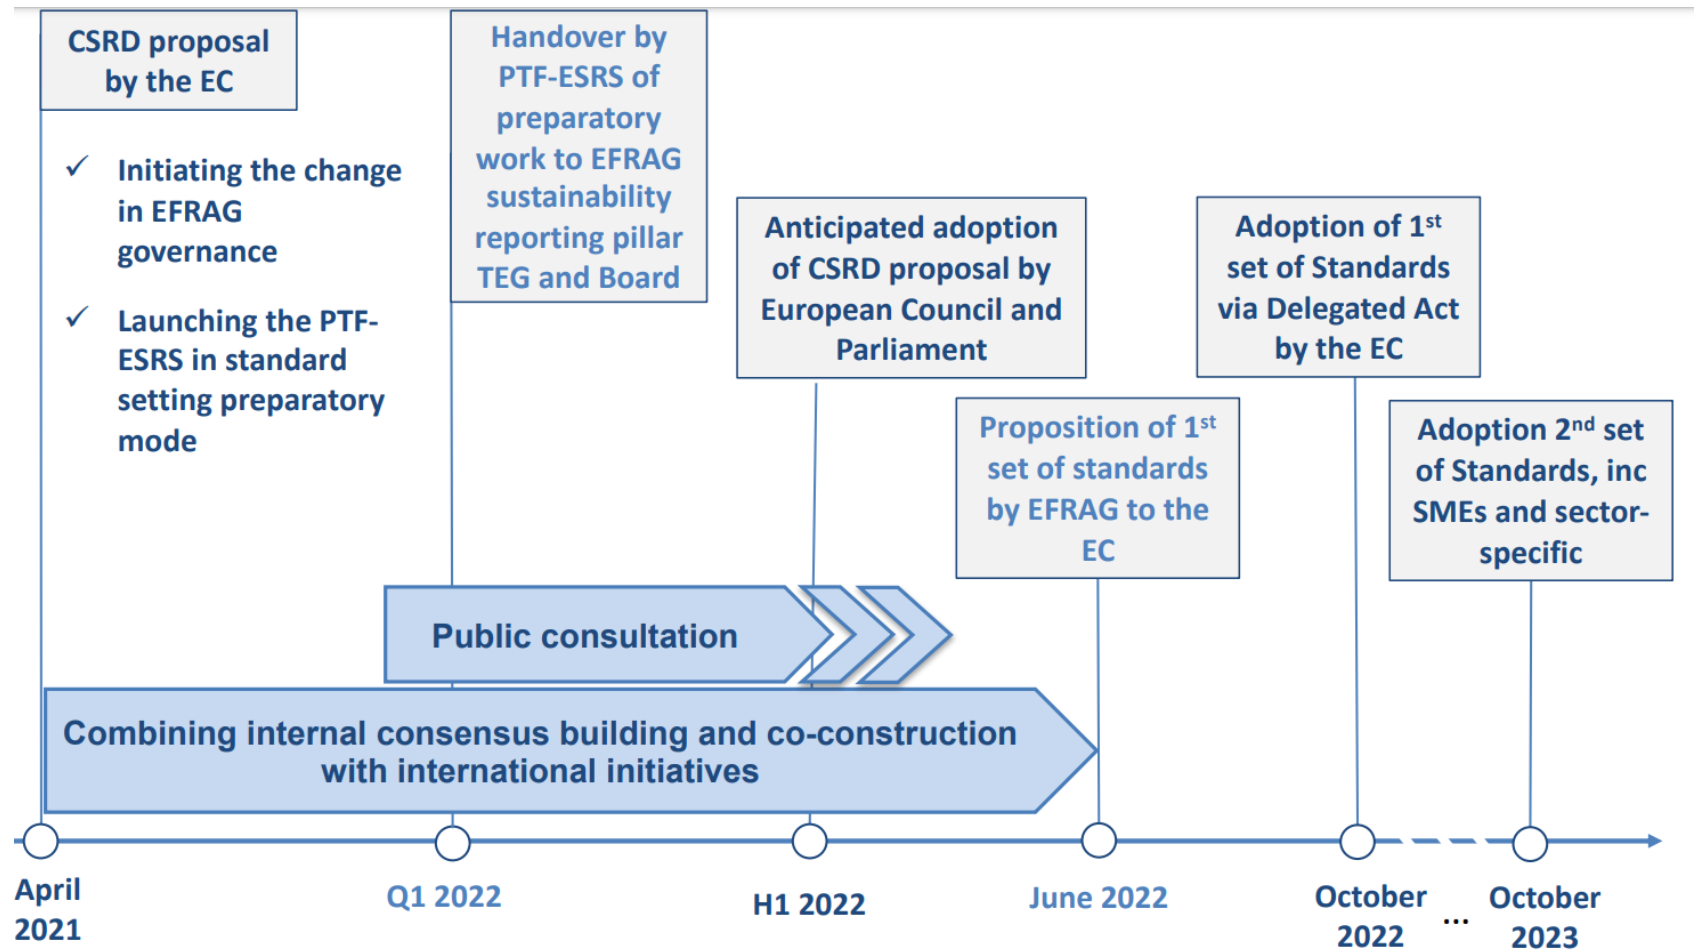 CSRD proposal
by the EC
✓ Initiating the change
in EFRAG
governance
✓ Launching the PTF-
ESRS in standard
setting preparatory
mode
Handover by
PTF-ESRS of
preparatory
work to EFRAG
sustainability
reporting pillar
TEG and Board
Anticipated adoption
of CSRD proposal by
European Council and
Parliament
Proposition of 1st
set of standards
by EFRAG to the
EC
Adoption of 1st
set of Standards
via Delegated Act
by the EC
Adoption 2nd set
of Standards, inc
SMEs and sector-
specific
Public consultation
Combining internal consensus building and co-construction
with international initiatives
April
2021
Q1 2022
H1 2022
June 2022
October
2022
...
October
2023